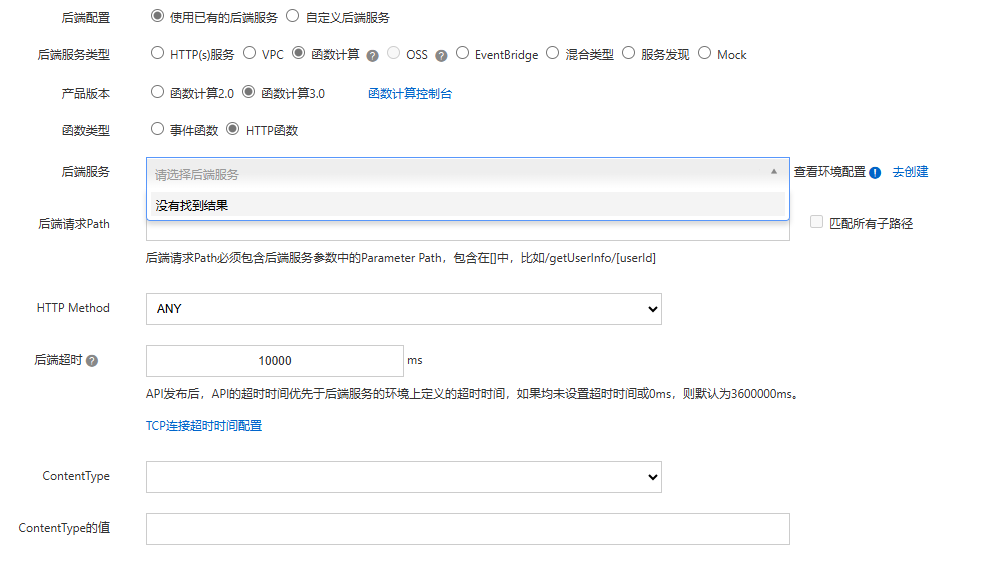 后端配置 使用已有的后端服务 自定义后端服务
后端服务类型 HTTP(s)服务 VPC 函数计算 ? OSS ? EventBridge 混合类型 服务发现 Mock
产品版本 函数计算2.0 函数计算3.0 函数计算控制台
函数类型 事件函数 HTTP函数
后端服务 请选择后端服务 查看环境配置 ! 去创建
没有找到结果
后端请求Path 匹配所有子路径
后端请求Path必须包含后端服务参数中的Parameter Path，包含在[]中，比如/getUserInfo/[userId]
HTTP Method ANY
后端超时 ? 10000 ms
API发布后，API的超时时间优先于后端服务的环境上定义的超时时间，如果均未设置超时时间或0ms，则默认为3600000ms。
TCP连接超时时间配置
ContentType
ContentType的值